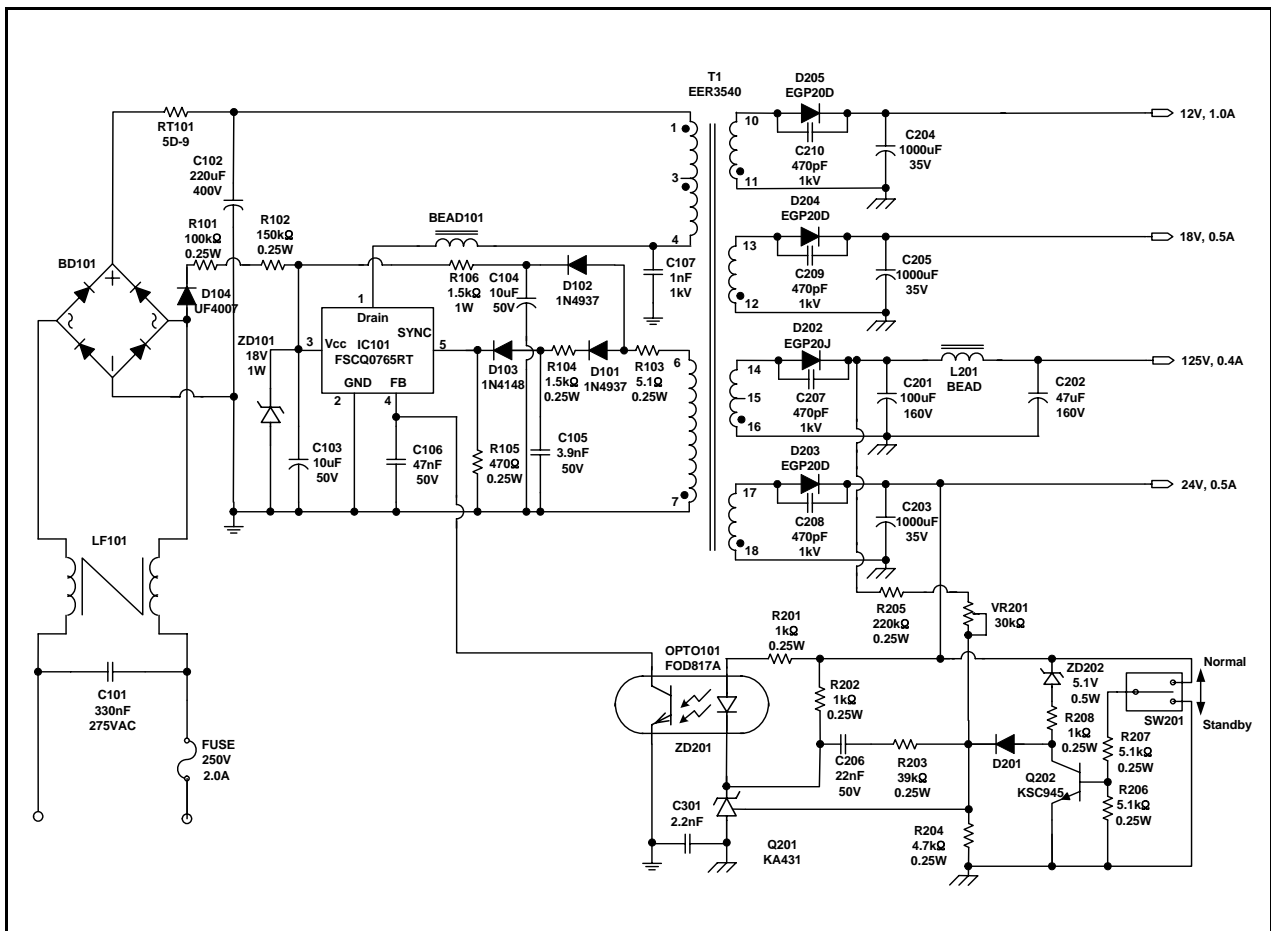 T1
EER3540
RT101
5D-9
C102
220uF
400V
R101
100kΩ
0.25W
R102
150kΩ
0.25W
BD101
D104
UF4007
BEAD101
1
3
4
C107
1nF
1kV
R106
1.5kΩ
1W
C104
10uF
50V
D102
1N4937
1
Drain
SYNC
3
Vcc
IC101
FSCQ0765RT
5
GND
FB
2
4
ZD101
18V
1W
D103
1N4148
R104
1.5kΩ
0.25W
D101
1N4937
R103
5.1Ω
0.25W
6
7
C103
10uF
50V
C106
47nF
50V
R105
470Ω
0.25W
C105
3.9nF
50V
LF101
C101
330nF
275VAC
FUSE
250V
2.0A
D205
EGP20D
10
11
C210
470pF
1kV
C204
1000uF
35V
12V, 1.0A
D204
EGP20D
13
12
C209
470pF
1kV
C205
1000uF
35V
18V, 0.5A
D202
EGP20J
14
15
16
C207
470pF
1kV
C201
100uF
160V
L201
BEAD
C202
47uF
160V
125V, 0.4A
D203
EGP20D
17
18
C208
470pF
1kV
C203
1000uF
35V
24V, 0.5A
R205
220kΩ
0.25W
VR201
30kΩ
OPTO101
FOD817A
R201
1kΩ
0.25W
R202
1kΩ
0.25W
ZD201
C206
22nF
50V
R203
39kΩ
0.25W
D201
ZD202
5.1V
0.5W
R208
1kΩ
0.25W
Normal
SW201
Standby
R207
5.1kΩ
0.25W
Q202
KSC945
R206
5.1kΩ
0.25W
C301
2.2nF
Q201
KA431
R204
4.7kΩ
0.25W